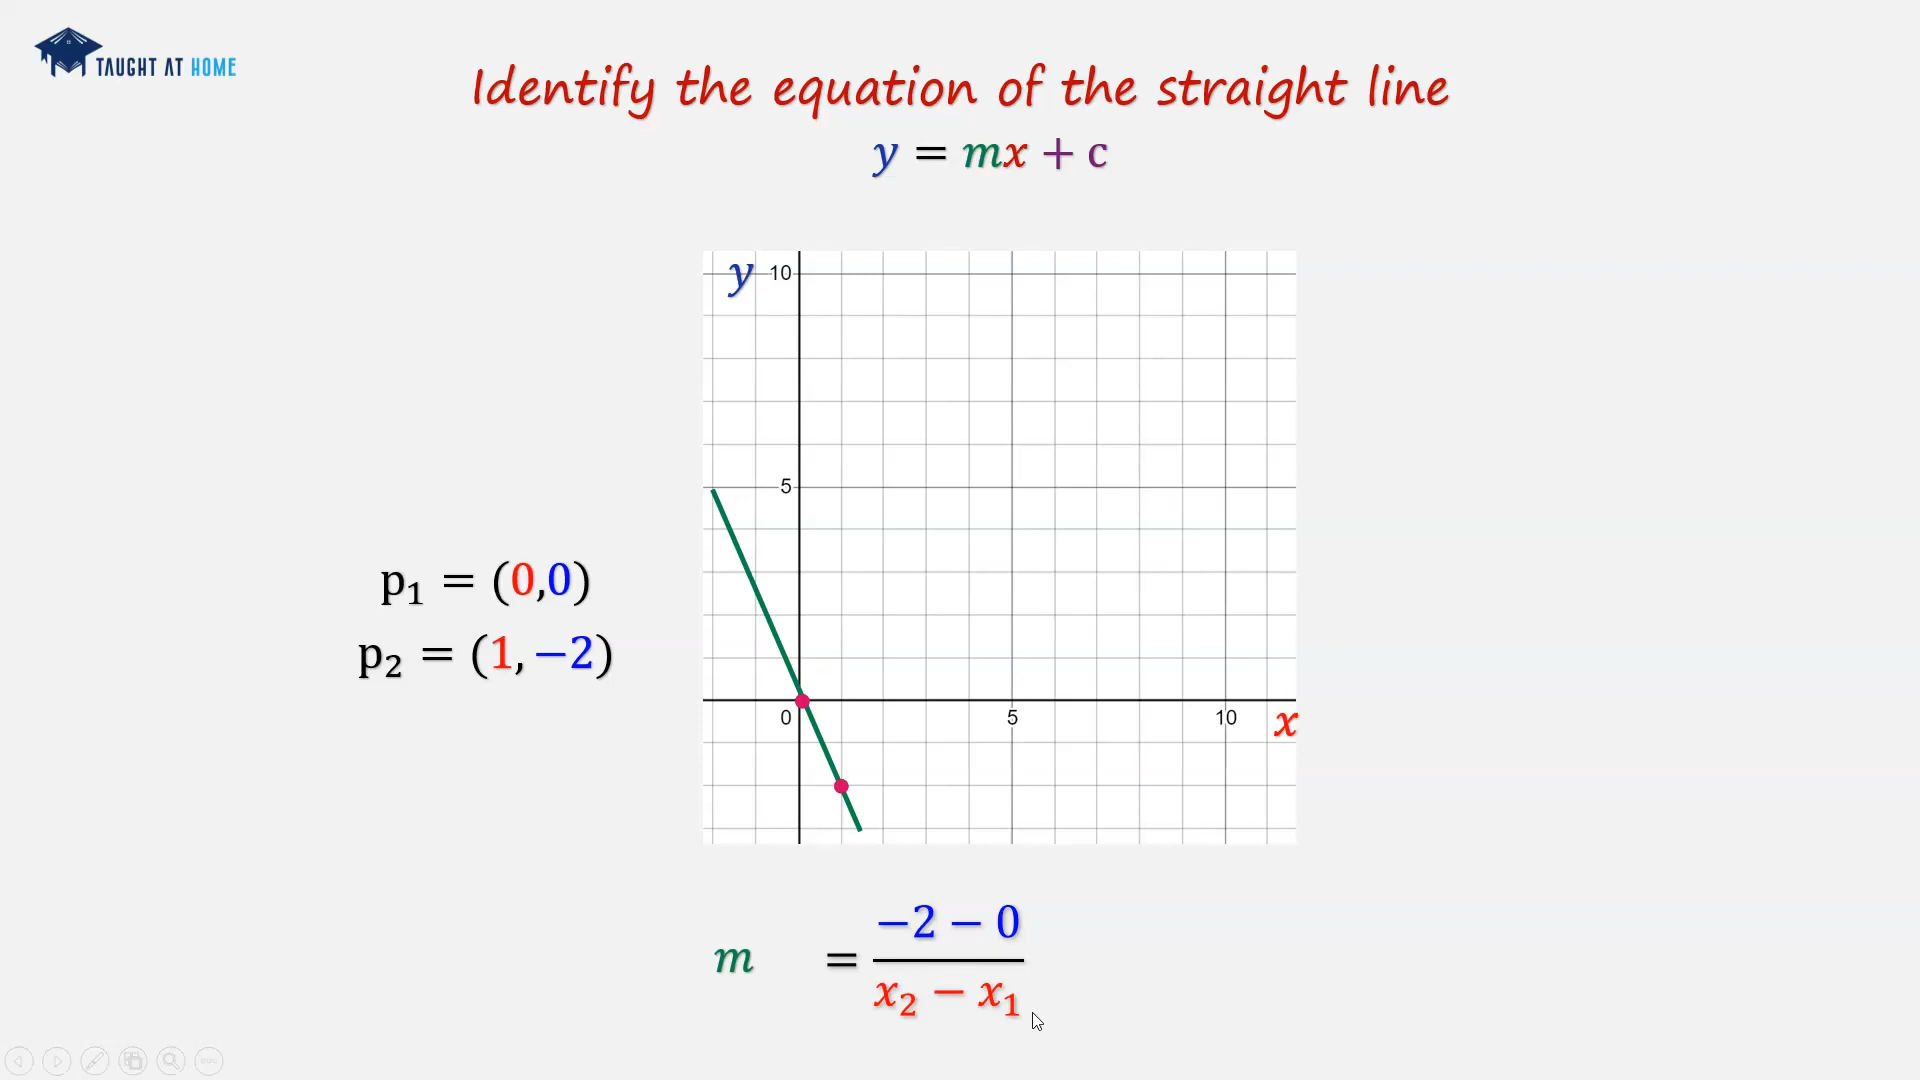 TAUGHT AT HOME
Identify the equation of the straight line
y = mx + c
y
10
5
p₁ = (0,0)
p₂ = (1, −2)
0
5
10
x
m = (−2 − 0) / (x₂ − x₁)